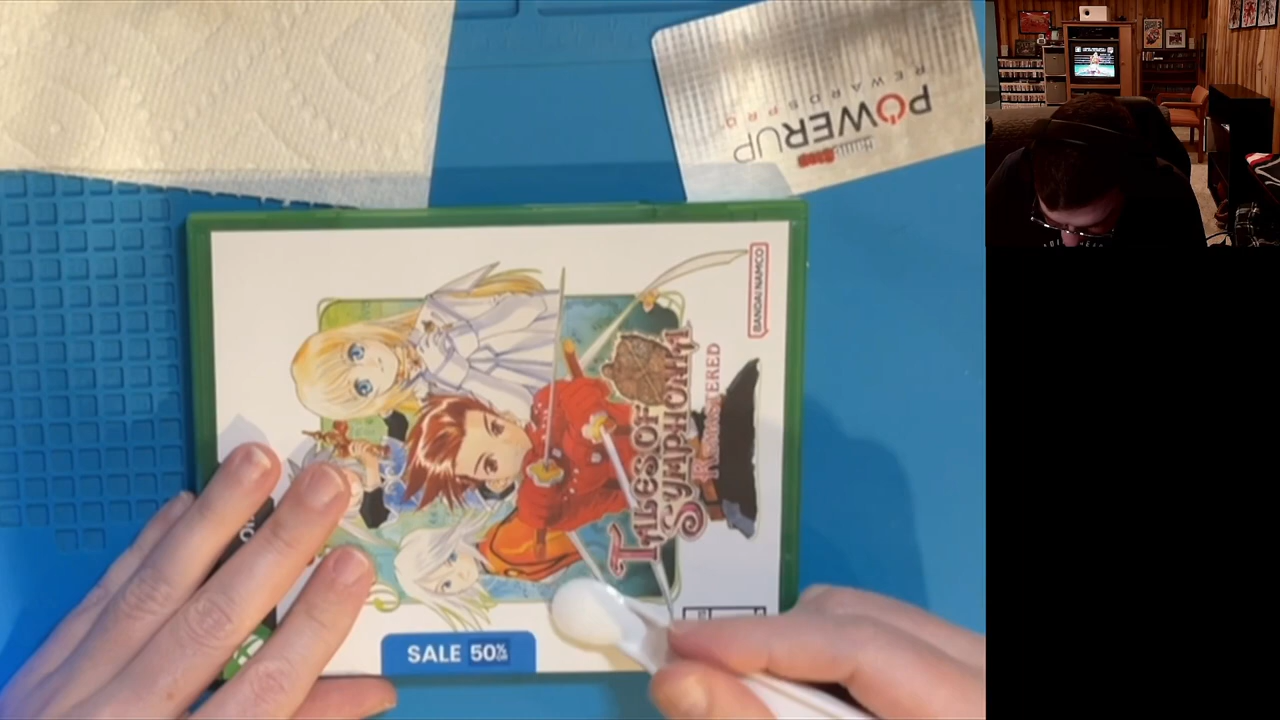 POWERUP
REWARDS PRO
BANDAI NAMCO
TALES OF
SYMPHONIA
REMASTERED
SALE 50%